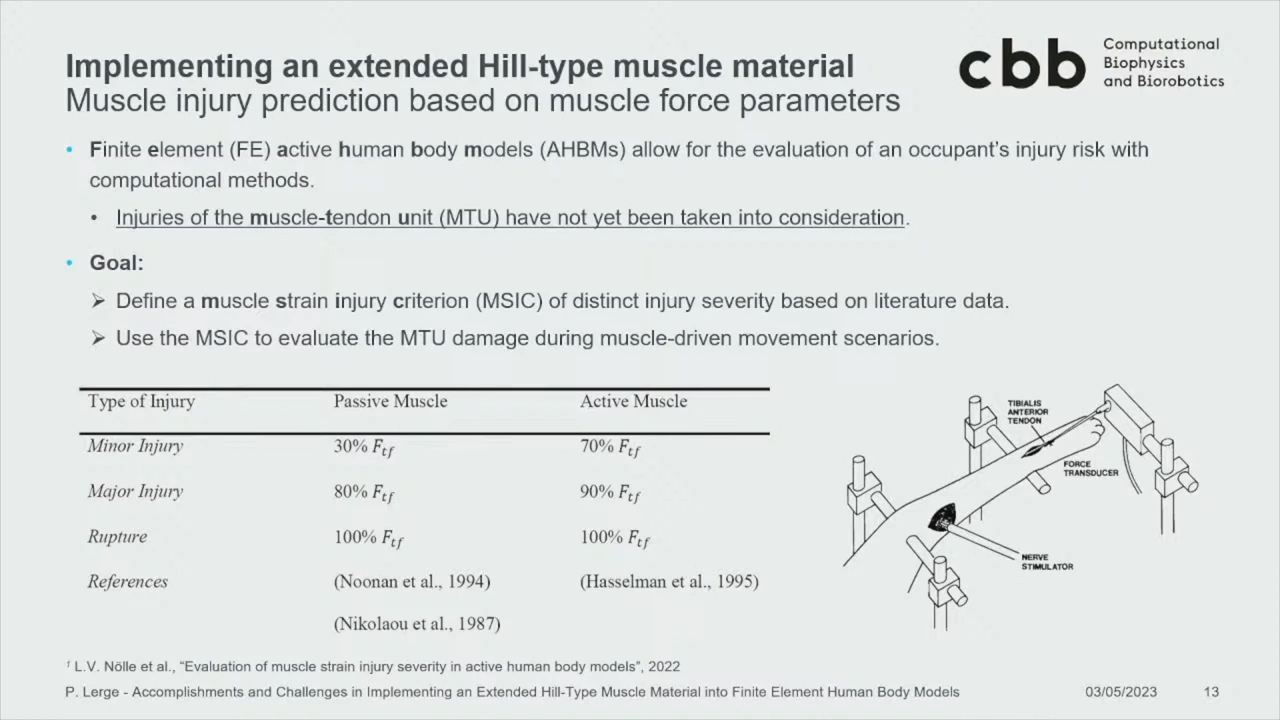 Implementing an extended Hill-type muscle material
Muscle injury prediction based on muscle force parameters
cbb
Computational
Biophysics
and Biorobotics
• Finite element (FE) active human body models (AHBMs) allow for the evaluation of an occupant's injury risk with
computational methods.
• Injuries of the muscle-tendon unit (MTU) have not yet been taken into consideration.
• Goal:
➢ Define a muscle strain injury criterion (MSIC) of distinct injury severity based on literature data.
➢ Use the MSIC to evaluate the MTU damage during muscle-driven movement scenarios.
Type of Injury Passive Muscle Active Muscle
Minor Injury 30% F_tf 70% F_tf
Major Injury 80% F_tf 90% F_tf
Rupture 100% F_tf 100% F_tf
References (Noonan et al., 1994) (Hasselman et al., 1995)
(Nikolaou et al., 1987)
TIBIALIS
ANTERIOR
TENDON
FORCE
TRANSDUCER
NERVE
STIMULATOR
¹ L.V. Nölle et al., “Evaluation of muscle strain injury severity in active human body models”, 2022
P. Lerge - Accomplishments and Challenges in Implementing an Extended Hill-Type Muscle Material into Finite Element Human Body Models 03/05/2023 13